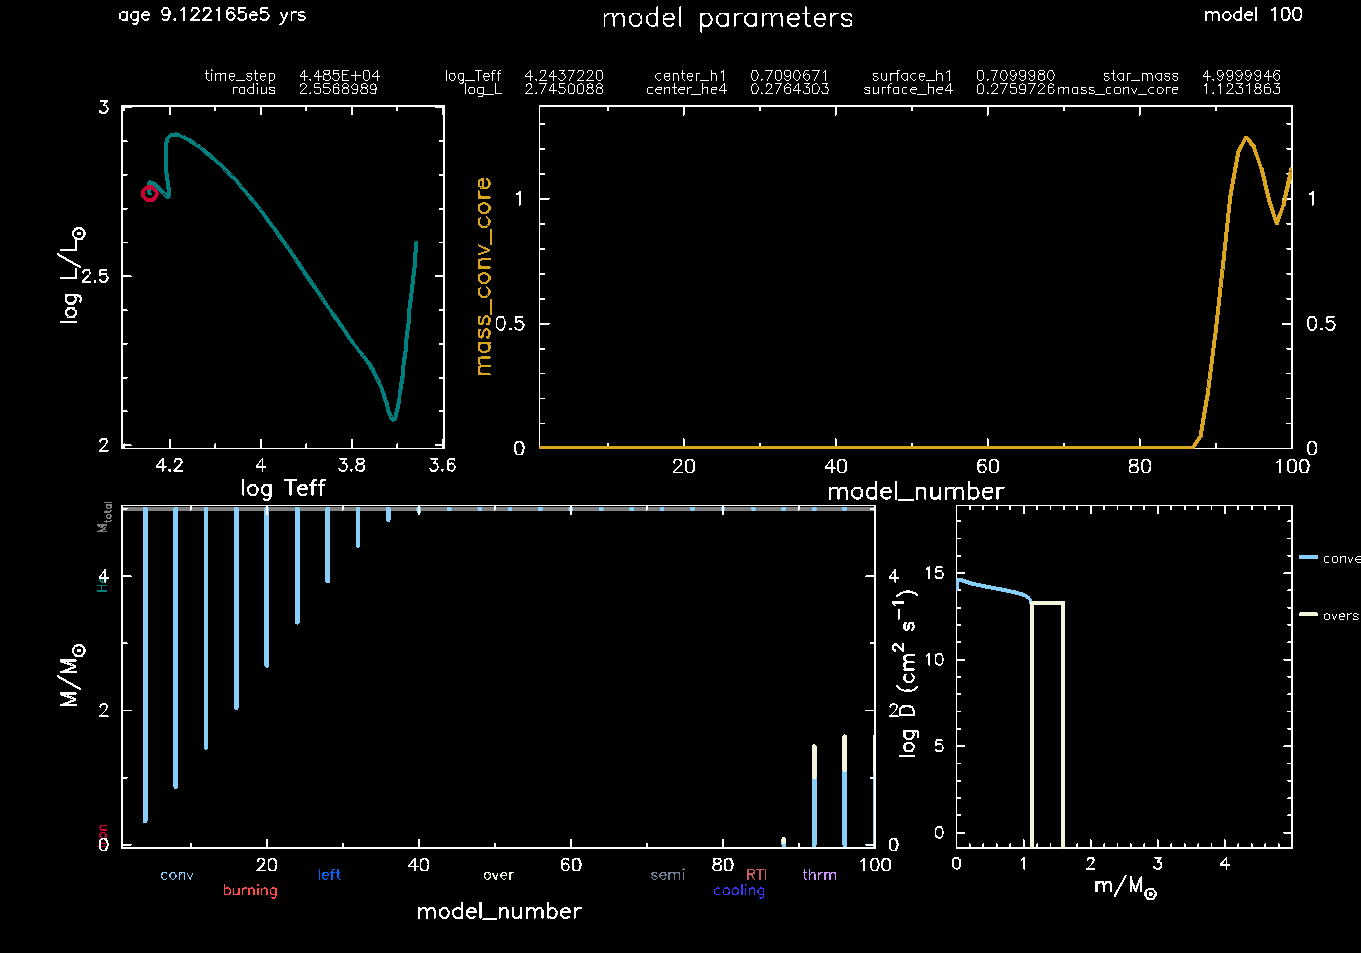 age 9.122165e5 yrs
model parameters
model 100
time_step 4.485E+04 log_Teff 4.2437220 center_h1 0.7090671 surface_h1 0.7099980 star_mass 4.9999946
radius 2.5568989 log_L 2.7450088 center_he4 0.2764303 surface_he4 0.2759726 mass_conv_core 1.1231863
3
2.5
2
log L/L⊙
4.2 4 3.8 3.6
log Teff
mass_conv_core
1
0.5
0
1
0.5
0
20 40 60 80 100
model_number
M_total
He
4
2
0
M/M⊙
4
2
0
20 40 60 80 100
conv left over semi RTI thrm
burning cooling
model_number
log D (cm² s⁻¹)
15
10
5
0
0 1 2 3 4
m/M⊙
conve
overs